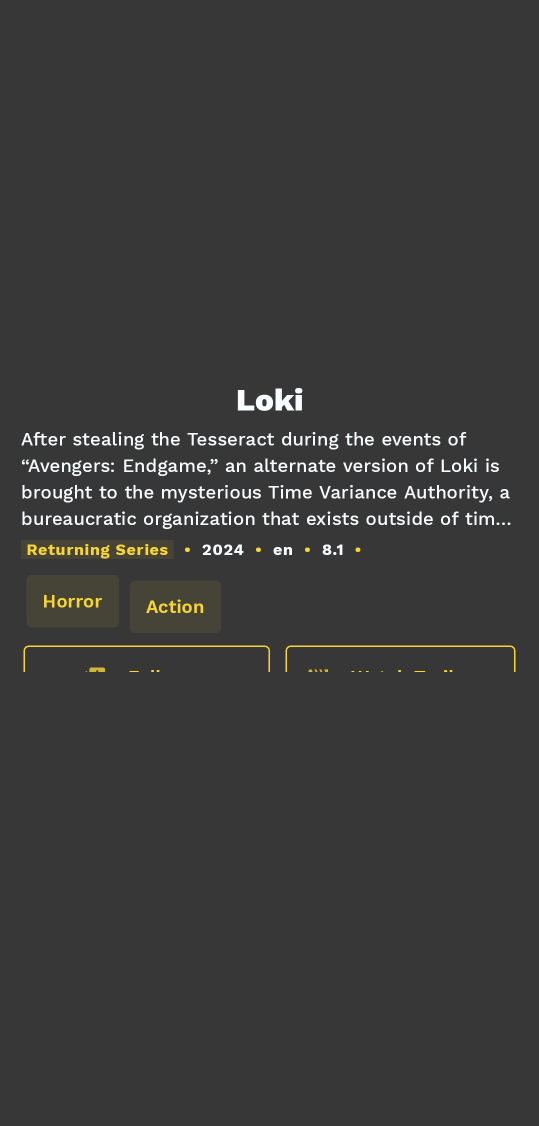 Loki
After stealing the Tesseract during the events of
“Avengers: Endgame,” an alternate version of Loki is
brought to the mysterious Time Variance Authority, a
bureaucratic organization that exists outside of tim...
Returning Series • 2024 • en • 8.1 •
Horror
Action